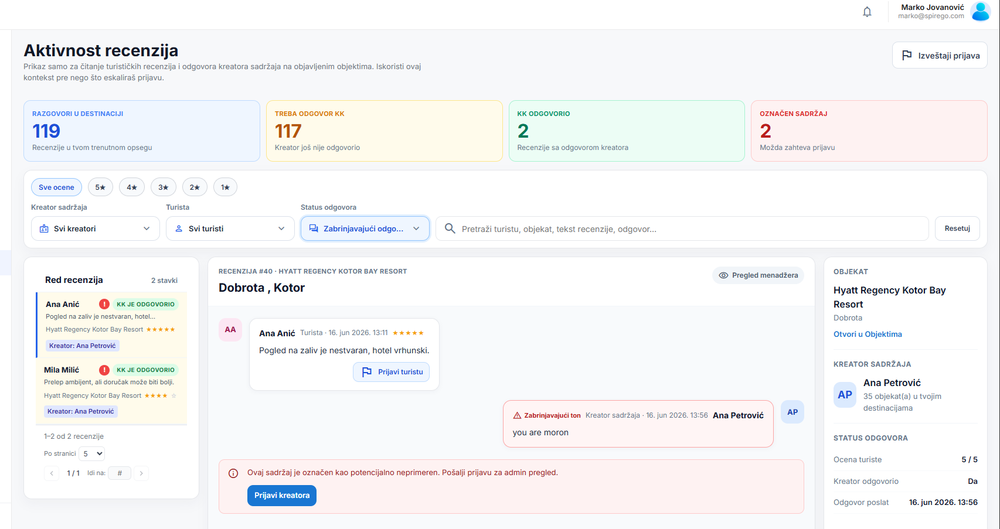 Marko Jovanović
marko@spirego.com
Aktivnost recenzija
Prikaz samo za čitanje turističkih recenzija i odgovora kreatora sadržaja na objavljenim objektima. Iskoristi ovaj
kontekst pre nego što eskaliraš prijavu.
Izveštaji prijava
RAZGOVORI U DESTINACIJI
119
Recenzije u tvom trenutnom opsegu
TREBA ODGOVOR KK
117
Kreator još nije odgovorio
KK ODGOVORIO
2
Recenzije sa odgovorom kreatora
OZNAČEN SADRŽAJ
2
Možda zahteva prijavu
Sve ocene
5★
4★
3★
2★
1★
Kreator sadržaja
Turista
Status odgovora
Svi kreatori
Svi turisti
Zabrinjavajući odgo...
Pretraži turistu, objekat, tekst recenzije, odgovor...
Resetuj
Red recenzija
2 stavki
Ana Anić
! KK JE ODGOVORIO
Pogled na zaliv je nestvaran, hotel...
Hyatt Regency Kotor Bay Resort ★★★★★
Kreator: Ana Petrović
Mila Milić
! KK JE ODGOVORIO
Prelep ambijent, ali doručak može biti bolji.
Hyatt Regency Kotor Bay Resort ★★★★☆
Kreator: Ana Petrović
1–2 od 2 recenzije
Po stranici 5
1 / 1 Idi na: #
RECENZIJA #40 · HYATT REGENCY KOTOR BAY RESORT
Dobrota , Kotor
Pregled menadžera
AA
Ana Anić Turista · 16. jun 2026. 13:11 ★★★★★
Pogled na zaliv je nestvaran, hotel vrhunski.
Prijavi turistu
Zabrinjavajući ton Kreator sadržaja · 16. jun 2026. 13:56 Ana Petrović
you are moron
AP
Ovaj sadržaj je označen kao potencijalno neprimeren. Pošalji prijavu za admin pregled.
Prijavi kreatora
OBJEKAT
Hyatt Regency Kotor Bay
Resort
Dobrota
Otvori u Objektima
KREATOR SADRŽAJA
AP
Ana Petrović
35 objekat(a) u tvojim
destinacijama
STATUS ODGOVORA
Ocena turiste 5 / 5
Kreator odgovorio Da
Odgovor poslat 16. jun 2026. 13:56